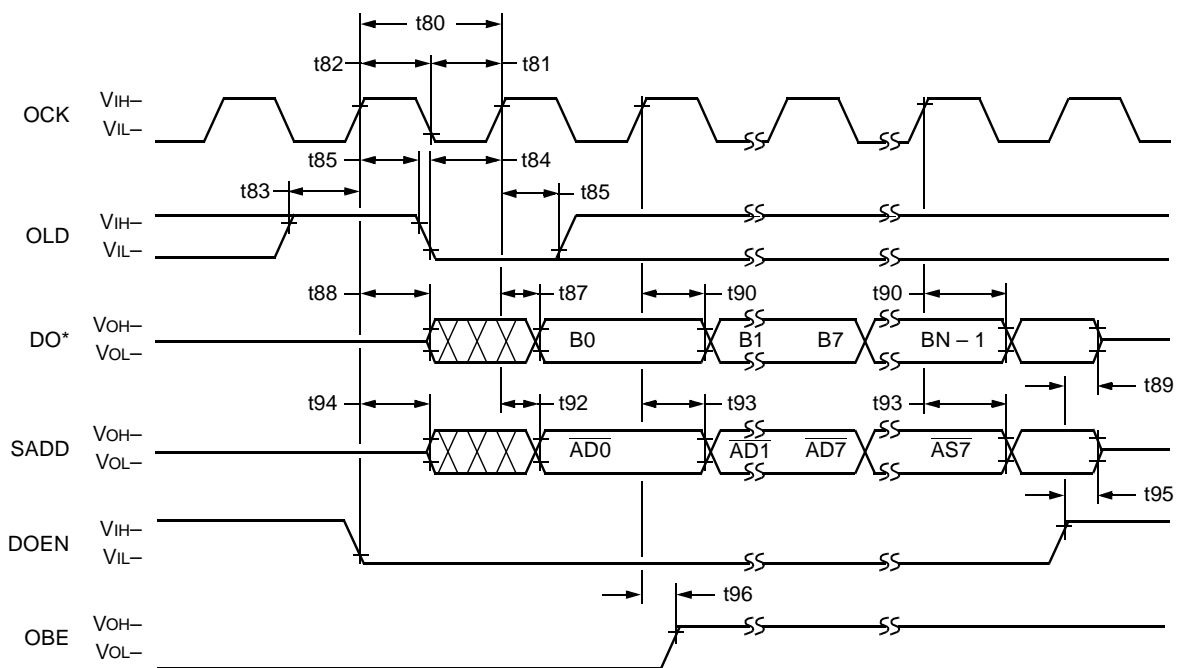 t80
t82
t81
OCK
VIH–
VIL–
t85
t84
t83
t85
OLD
VIH–
VIL–
t88
t87
t90
t90
DO*
VOH–
VOL–
B0
B1
B7
BN – 1
t89
t94
t92
t93
t93
SADD
VOH–
VOL–
AD0
AD1
AD7
AS7
t95
DOEN
VIH–
VIL–
t96
OBE
VOH–
VOL–